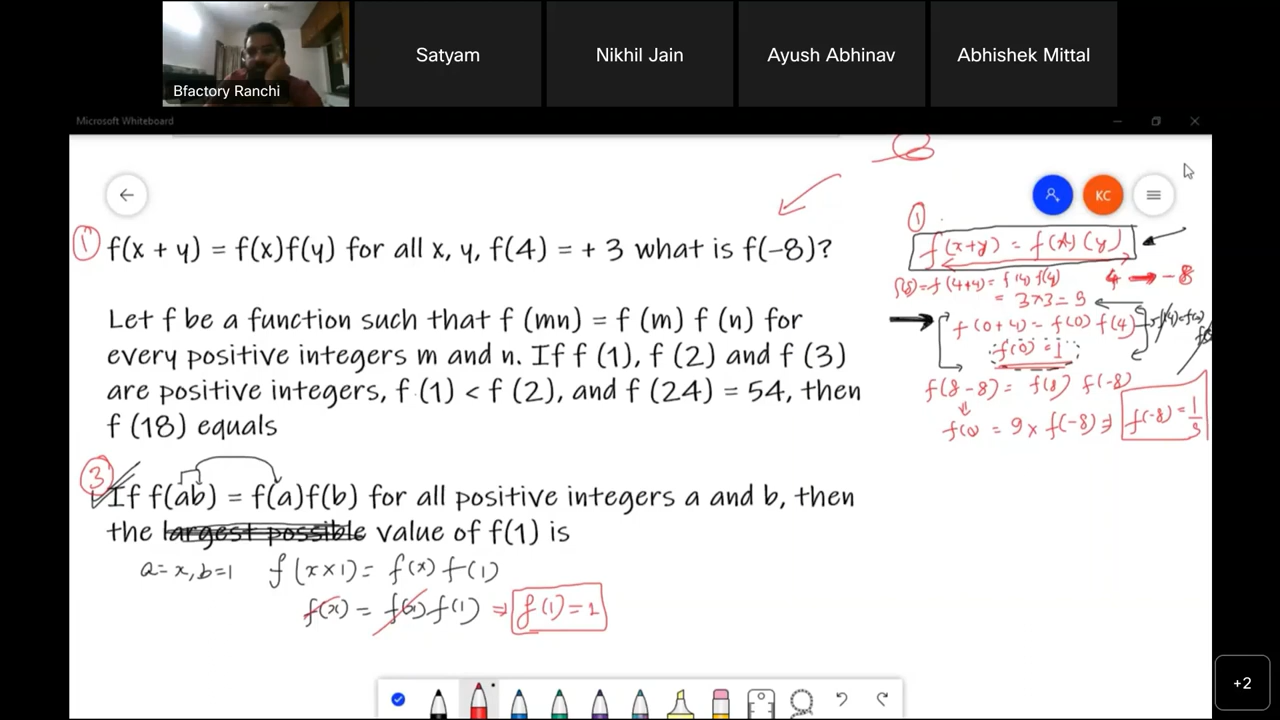 Satyam
Nikhil Jain
Ayush Abhinav
Abhishek Mittal
Bfactory Ranchi
Microsoft Whiteboard
KC
1
f(x + y) = f(x)f(y) for all x, y, f(4) = + 3 what is f(-8)?
Let f be a function such that f (mn) = f (m) f (n) for
every positive integers m and n. If f (1), f (2) and f (3)
are positive integers, f (1) < f (2), and f (24) = 54, then
f (18) equals
3
If f(ab) = f(a)f(b) for all positive integers a and b, then
the largest possible value of f(1) is
a=x, b=1 f(x×1) = f(x) f(1)
f(x) = f(x) f(1) ⇒ f(1)=1
1
f(x+y) = f(x) (y)
f(8)=f(4+4)= f(4) f(4) 4 → -8
= 3×3=9
f(0+4) = f(0) f(4)
f(0)=1
f(8-8) = f(8) f(-8)
f(0) = 9 × f(-8) ⇒ f(-8) = 1/9
+2